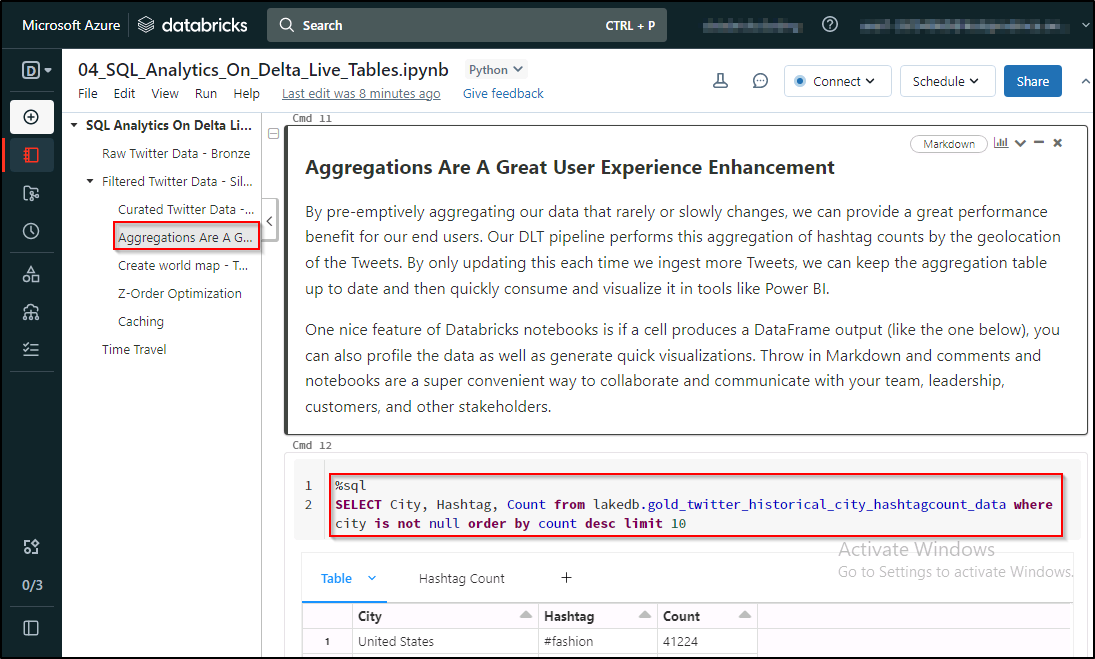 Microsoft Azure
databricks
Search
CTRL + P
04_SQL_Analytics_On_Delta_Live_Tables.ipynb
Python
File Edit View Run Help Last edit was 8 minutes ago Give feedback
Connect
Schedule
Share
SQL Analytics On Delta Li...
Raw Twitter Data - Bronze
Filtered Twitter Data - Sil...
Curated Twitter Data -...
Aggregations Are A G...
Create world map - T...
Z-Order Optimization
Caching
Time Travel
0/3
Cmd 11
Markdown
Aggregations Are A Great User Experience Enhancement
By pre-emptively aggregating our data that rarely or slowly changes, we can provide a great performance
benefit for our end users. Our DLT pipeline performs this aggregation of hashtag counts by the geolocation
of the Tweets. By only updating this each time we ingest more Tweets, we can keep the aggregation table
up to date and then quickly consume and visualize it in tools like Power BI.
One nice feature of Databricks notebooks is if a cell produces a DataFrame output (like the one below), you
can also profile the data as well as generate quick visualizations. Throw in Markdown and comments and
notebooks are a super convenient way to collaborate and communicate with your team, leadership,
customers, and other stakeholders.
Cmd 12
1 %sql
2 SELECT City, Hashtag, Count from lakedb.gold_twitter_historical_city_hashtagcount_data where
city is not null order by count desc limit 10
Activate Windows
Go to Settings to activate Windows.
Table Hashtag Count +
City Hashtag Count
1 United States #fashion 41224